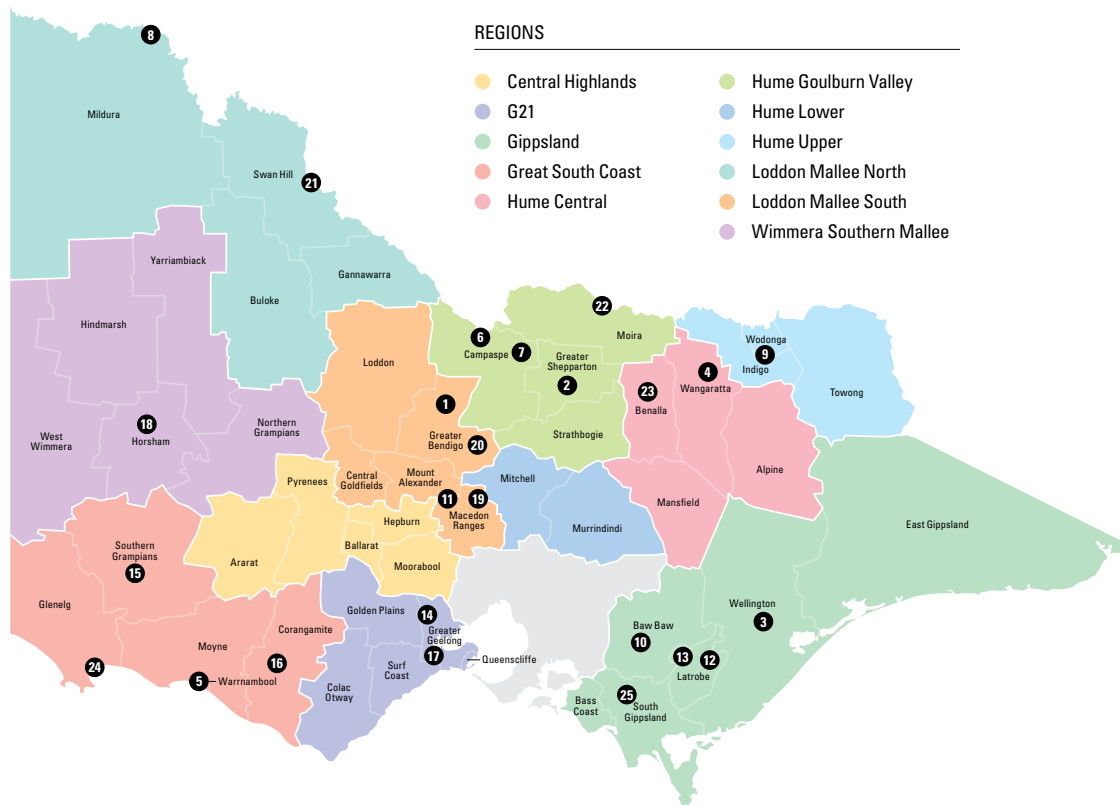 REGIONS
Central Highlands
G21
Gippsland
Great South Coast
Hume Central
Hume Goulburn Valley
Hume Lower
Hume Upper
Loddon Mallee North
Loddon Mallee South
Wimmera Southern Mallee
8
Mildura
Swan Hill
21
Yarriambiack
Gannawarra
Buloke
Hindmarsh
22
6
Moira
Campaspe
7
Wodonga
9
Indigo
Loddon
Greater
Shepparton
2
4
Wangaratta
23
Benalla
Towong
1
18
Horsham
Northern
Grampians
West
Wimmera
Greater
Bendigo
20
Strathbogie
Alpine
Pyrenees
Central
Goldfields
Mount
Alexander
Mitchell
11
19
Macedon
Ranges
Mansfield
Murrindindi
East Gippsland
Hepburn
Ballarat
Southern
Grampians
15
Ararat
Moorabool
Glenelg
Golden Plains
14
Greater
Geelong
17
Queenscliffe
Wellington
3
Baw Baw
10
13
12
Latrobe
Corangamite
Moyne
16
24
5
Warrnambool
Surf
Coast
Colac
Otway
25
South
Gippsland
Bass
Coast